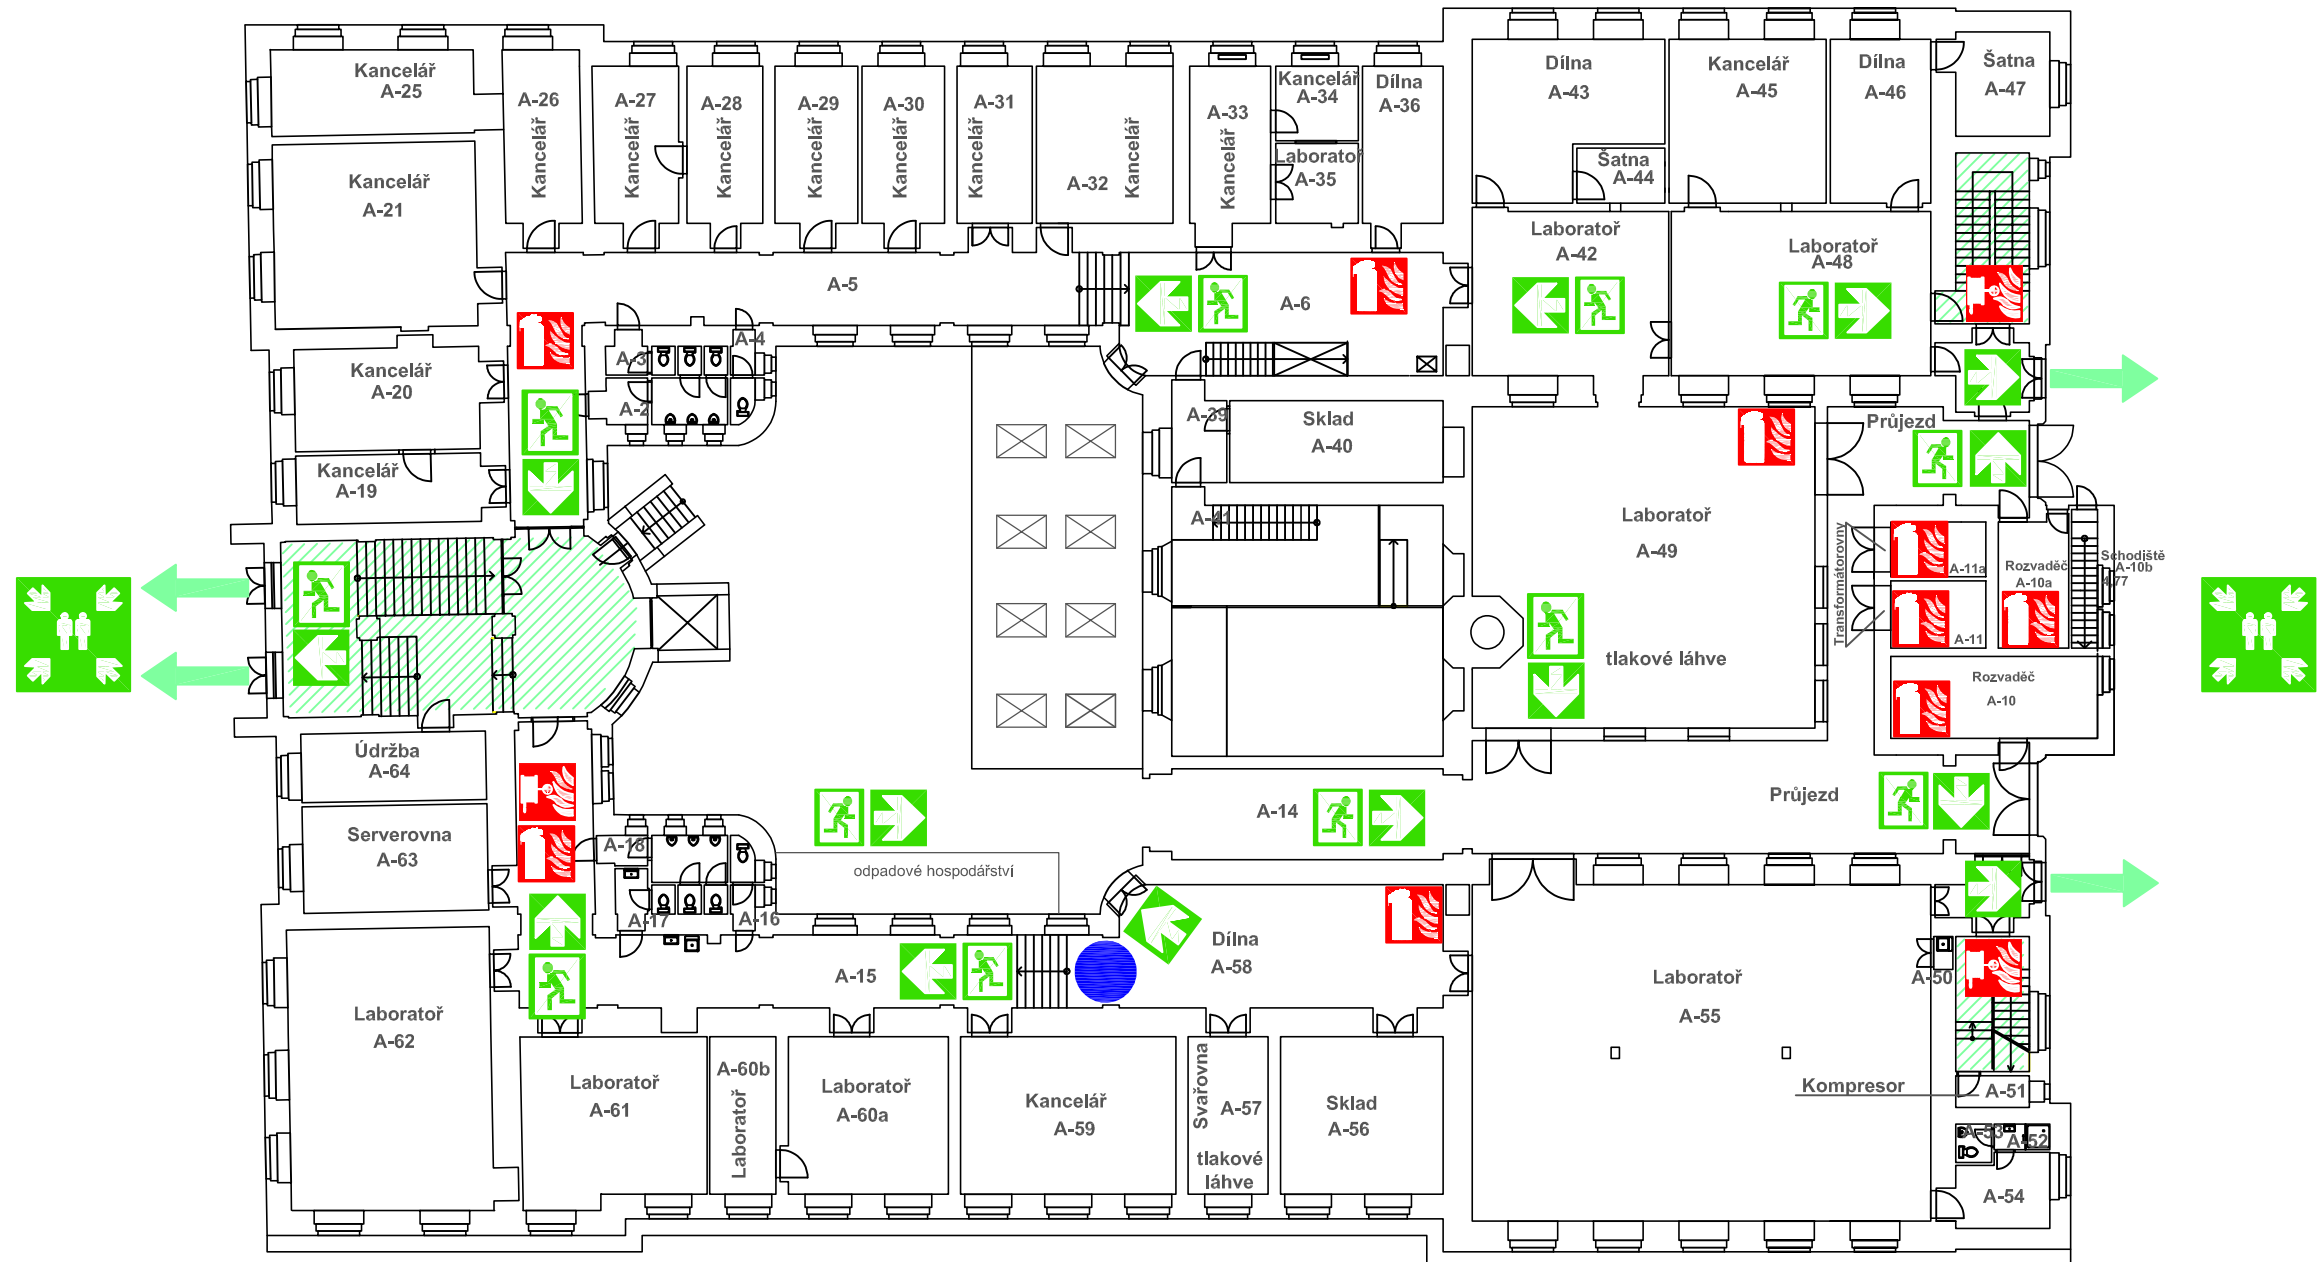 Kancelář
A-25
A-26
Kancelář
A-27
Kancelář
A-28
Kancelář
A-29
Kancelář
A-30
Kancelář
A-31
Kancelář
A-32
Kancelář
A-33
Kancelář
Kancelář
A-34
Laboratoř
A-35
Dílna
A-36
Dílna
A-43
Šatna
A-44
Kancelář
A-45
Dílna
A-46
Šatna
A-47
Kancelář
A-21
A-5
A-6
Laboratoř
A-42
Laboratoř
A-48
A-3
A-4
A-2
Kancelář
A-20
Kancelář
A-19
A-39
Sklad
A-40
A-41
Průjezd
Laboratoř
A-49
tlakové láhve
Transformátorovny
A-11a
A-11
Rozvaděč
A-10a
Schodiště
A-10b
4,77
Rozvaděč
A-10
Údržba
A-64
Serverovna
A-63
A-18
A-17
A-16
odpadové hospodářství
A-14
Průjezd
A-15
Dílna
A-58
Laboratoř
A-62
Laboratoř
A-61
A-60b
Laboratoř
Laboratoř
A-60a
Kancelář
A-59
Svařovna
A-57
tlakové
láhve
Sklad
A-56
Laboratoř
A-55
A-50
Kompresor
A-51
A-53
A-52
A-54